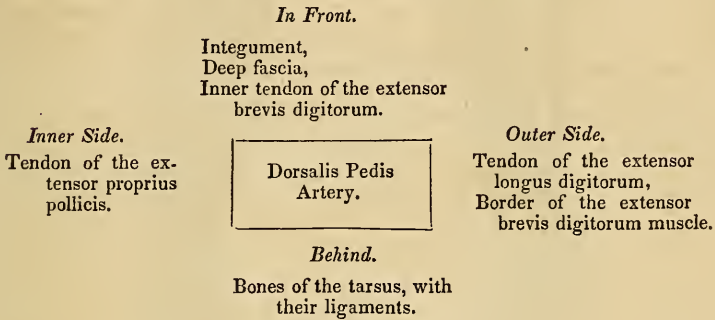 In Front.
Integument,
Deep fascia,
Inner tendon of the extensor
brevis digitorum.
Inner Side.
Tendon of the ex-
tensor proprius
pollicis.
Dorsalis Pedis
Artery.
Outer Side.
Tendon of the extensor
longus digitorum,
Border of the extensor
brevis digitorum muscle.
Behind.
Bones of the tarsus, with
their ligaments.